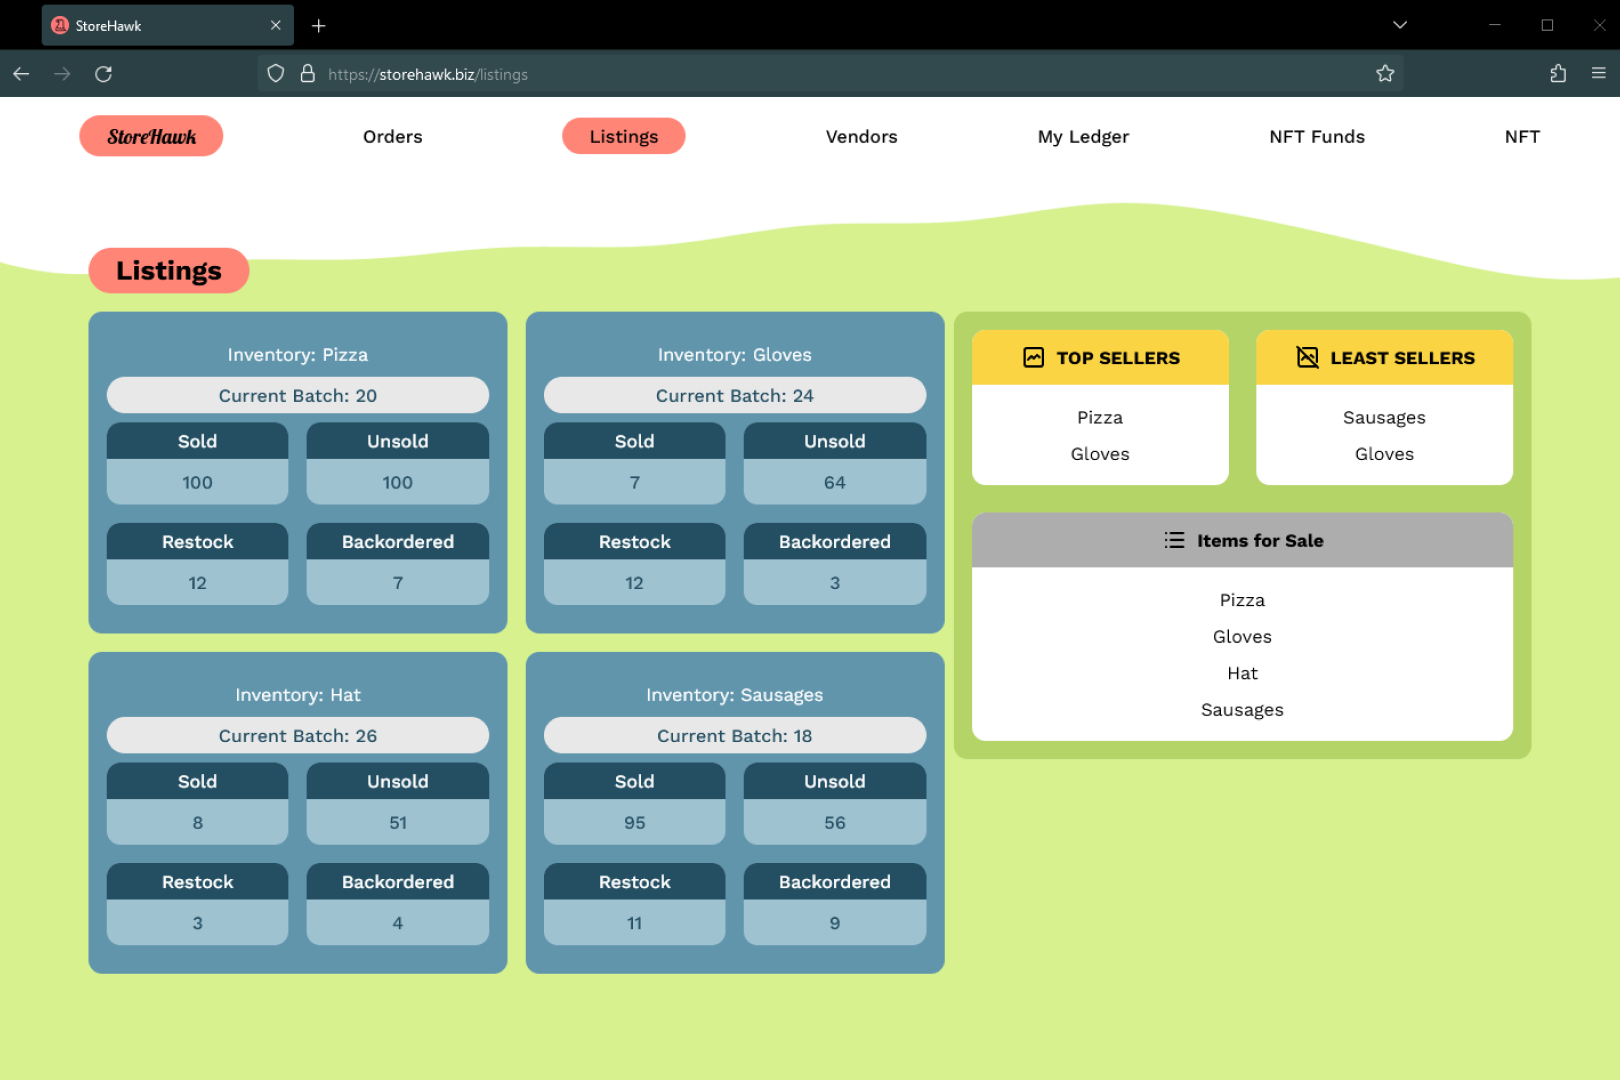 StoreHawk
https://storehawk.biz/listings
StoreHawk
Orders
Listings
Vendors
My Ledger
NFT Funds
NFT
Listings
Inventory: Pizza
Current Batch: 20
Sold
Unsold
100
100
Restock
Backordered
12
7
Inventory: Gloves
Current Batch: 24
Sold
Unsold
7
64
Restock
Backordered
12
3
Inventory: Hat
Current Batch: 26
Sold
Unsold
8
51
Restock
Backordered
3
4
Inventory: Sausages
Current Batch: 18
Sold
Unsold
95
56
Restock
Backordered
11
9
TOP SELLERS
Pizza
Gloves
LEAST SELLERS
Sausages
Gloves
Items for Sale
Pizza
Gloves
Hat
Sausages